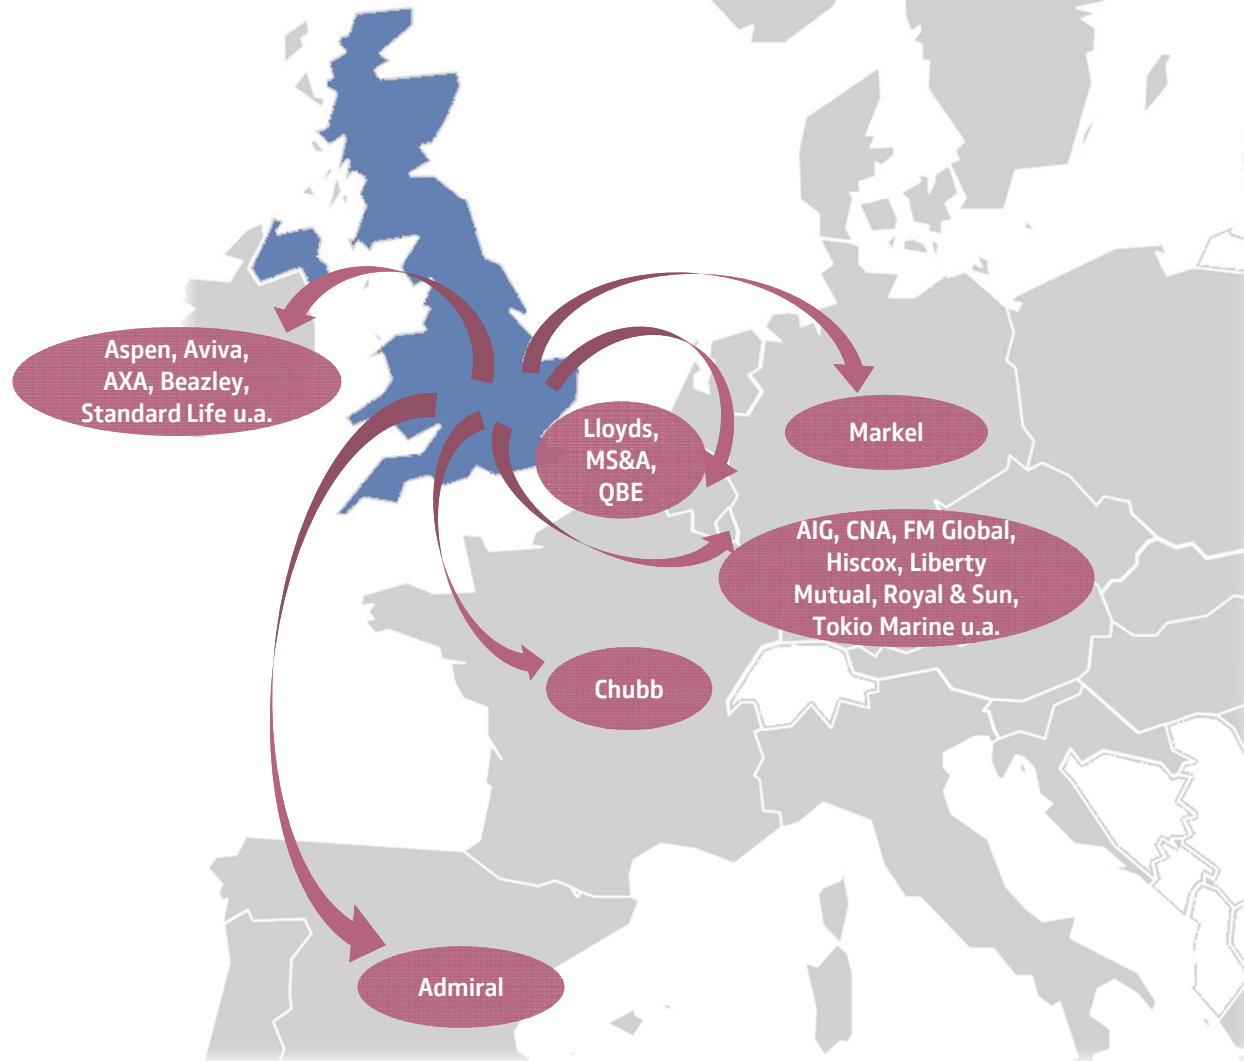 Aspen, Aviva,
AXA, Beazley,
Standard Life u.a.
Lloyds,
MS&A,
QBE
Markel
AIG, CNA, FM Global,
Hiscox, Liberty
Mutual, Royal & Sun,
Tokio Marine u.a.
Chubb
Admiral